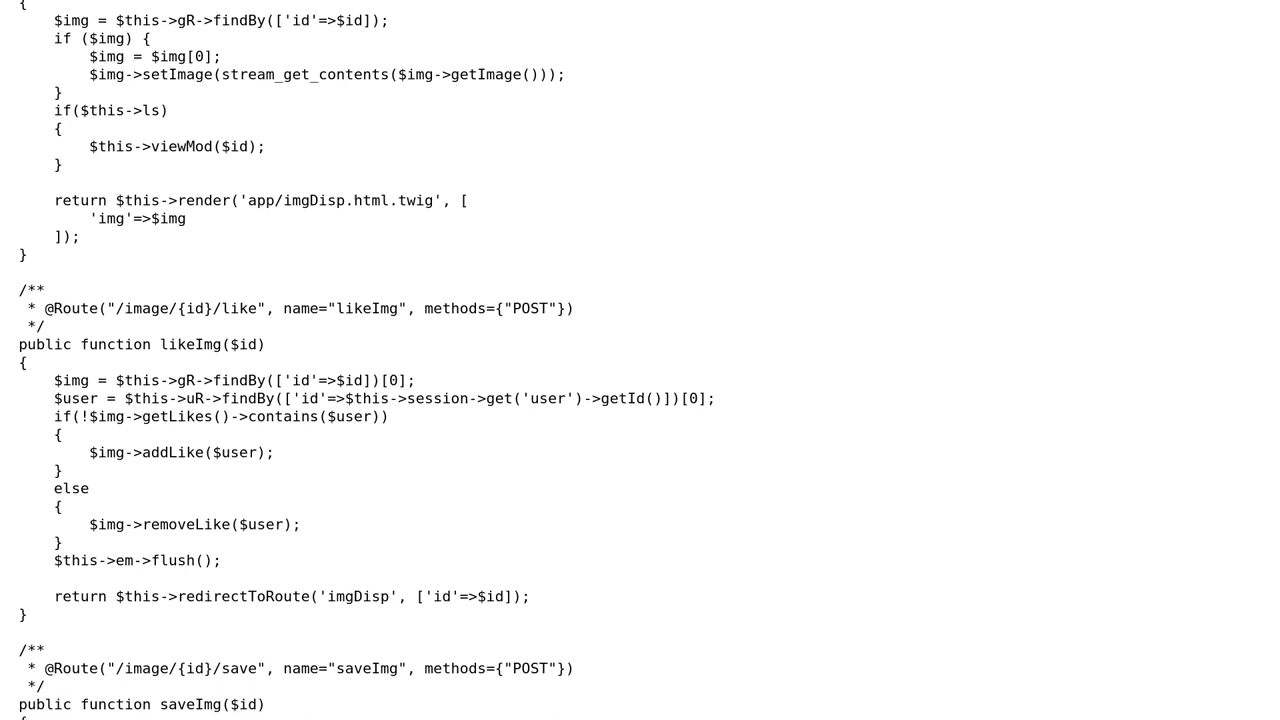 {
    $img = $this->gR->findBy(['id'=>$id]);
    if ($img) {
        $img = $img[0];
        $img->setImage(stream_get_contents($img->getImage()));
    }
    if($this->ls)
    {
        $this->viewMod($id);
    }

    return $this->render('app/imgDisp.html.twig', [
        'img'=>$img
    ]);
}

/**
 * @Route("/image/{id}/like", name="likeImg", methods={"POST"})
 */
public function likeImg($id)
{
    $img = $this->gR->findBy(['id'=>$id])[0];
    $user = $this->uR->findBy(['id'=>$this->session->get('user')->getId()])[0];
    if(!$img->getLikes()->contains($user))
    {
        $img->addLike($user);
    }
    else
    {
        $img->removeLike($user);
    }
    $this->em->flush();

    return $this->redirectToRoute('imgDisp', ['id'=>$id]);
}

/**
 * @Route("/image/{id}/save", name="saveImg", methods={"POST"})
 */
public function saveImg($id)
{